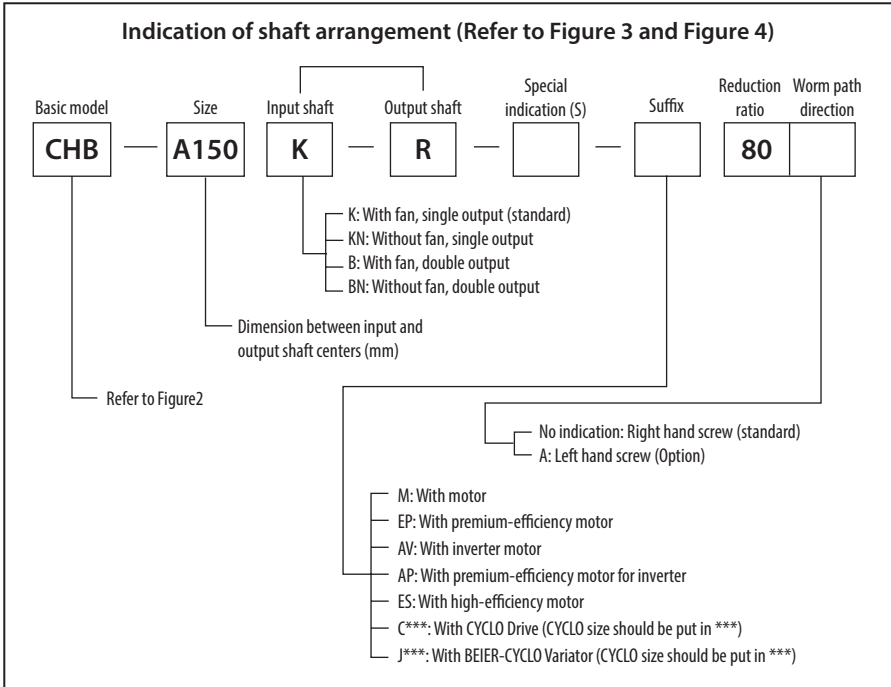 Indication of shaft arrangement (Refer to Figure 3 and Figure 4)
Basic model
Size
Input shaft
Output shaft
Special
indication (S)
Suffix
Reduction
ratio
Worm path
direction
CHB — A150 K — R — — 80
K: With fan, single output (standard)
KN: Without fan, single output
B: With fan, double output
BN: Without fan, double output
Dimension between input and
output shaft centers (mm)
Refer to Figure2
No indication: Right hand screw (standard)
A: Left hand screw (Option)
M: With motor
EP: With premium-efficiency motor
AV: With inverter motor
AP: With premium-efficiency motor for inverter
ES: With high-efficiency motor
C***: With CYCLO Drive (CYCLO size should be put in ***)
J***: With BEIER-CYCLO Variator (CYCLO size should be put in ***)